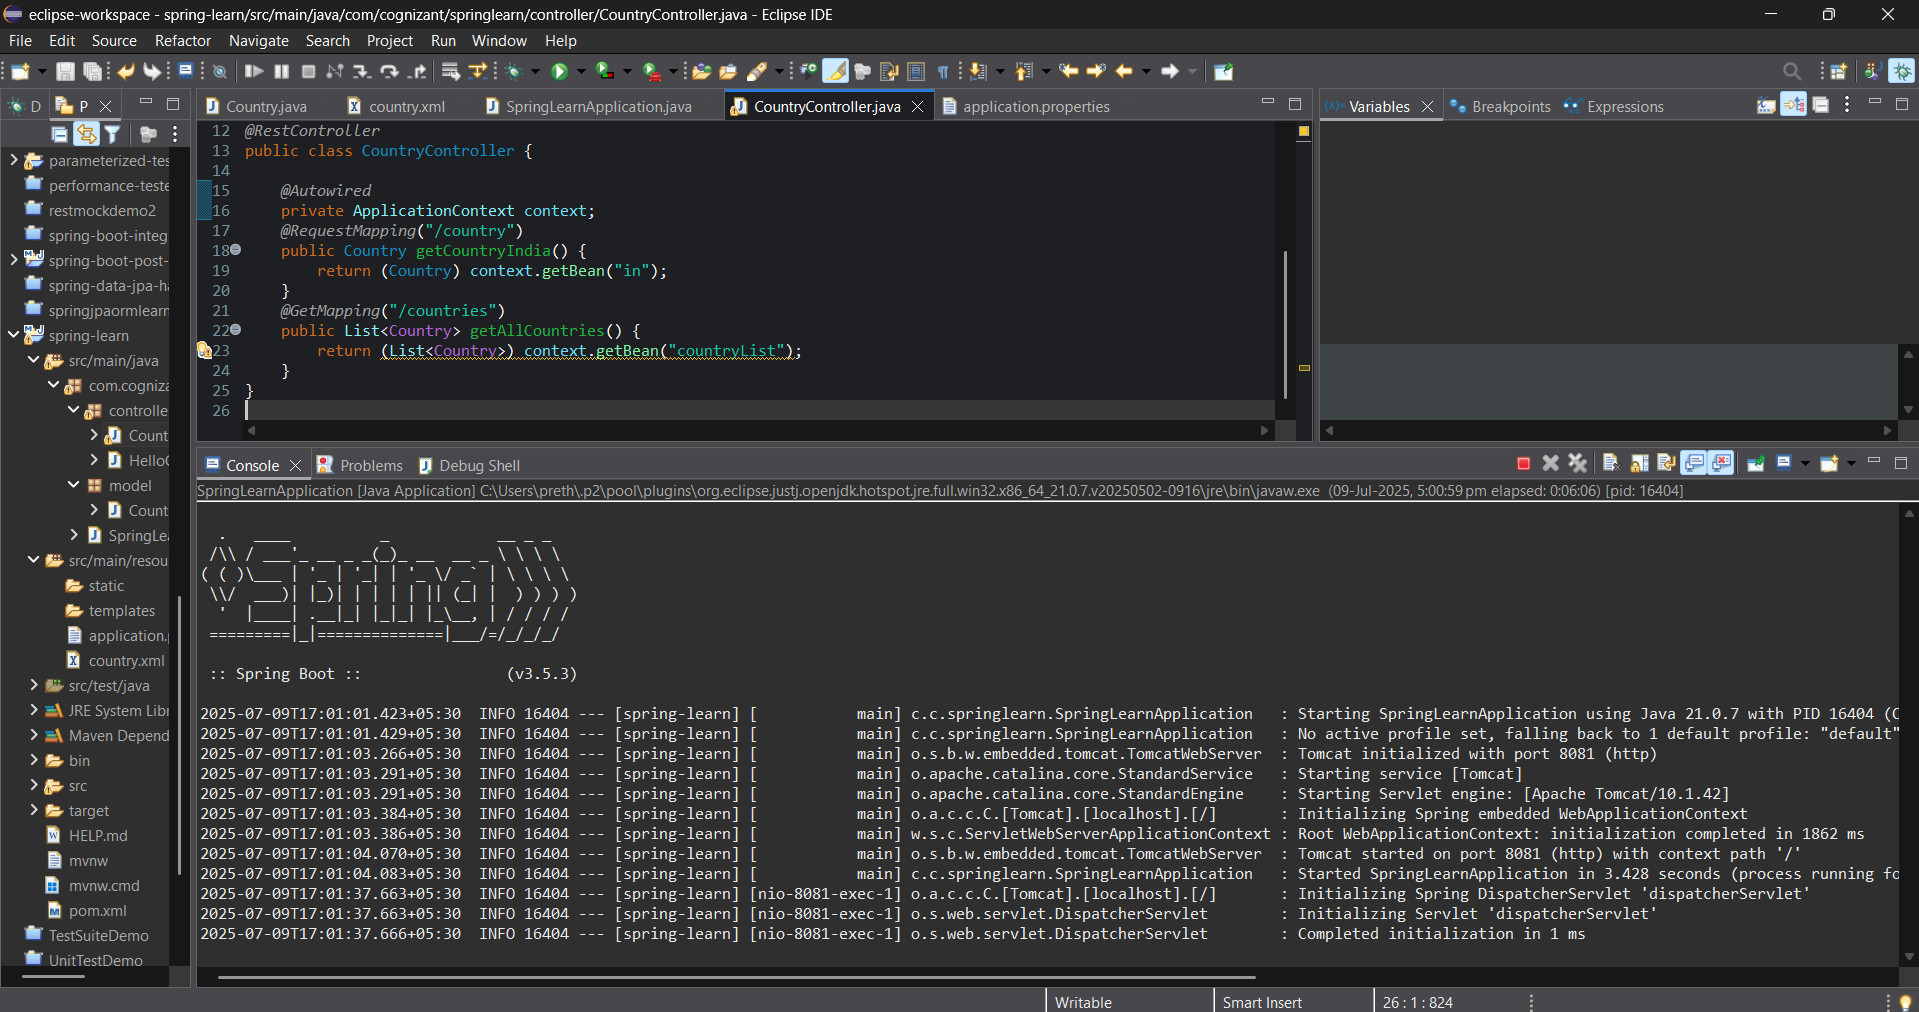 eclipse-workspace - spring-learn/src/main/java/com/cognizant/springlearn/controller/CountryController.java - Eclipse IDE
File Edit Source Refactor Navigate Search Project Run Window Help
D P
parameterized-tes
performance-teste
restmockdemo2
spring-boot-integ
spring-boot-post-
spring-data-jpa-ha
springjpaormlearn
spring-learn
src/main/java
com.cogniza
controlle
Count
HelloC
model
Count
SpringLea
src/main/resou
static
templates
application.p
country.xml
src/test/java
JRE System Libr
Maven Depend
bin
src
target
HELP.md
mvnw
mvnw.cmd
pom.xml
TestSuiteDemo
UnitTestDemo
Country.java country.xml SpringLearnApplication.java CountryController.java application.properties
12 @RestController
13 public class CountryController {
14
15 @Autowired
16 private ApplicationContext context;
17 @RequestMapping("/country")
18 public Country getCountryIndia() {
19 return (Country) context.getBean("in");
20 }
21 @GetMapping("/countries")
22 public List<Country> getAllCountries() {
23 return (List<Country>) context.getBean("countryList");
24 }
25 }
26
Variables Breakpoints Expressions
Console Problems Debug Shell
SpringLearnApplication [Java Application] C:\Users\preth\.p2\pool\plugins\org.eclipse.justj.openjdk.hotspot.jre.full.win32.x86_64_21.0.7.v20250502-0916\jre\bin\javaw.exe (09-Jul-2025, 5:00:59 pm elapsed: 0:06:06) [pid: 16404]
Spring
:: Spring Boot :: (v3.5.3)
2025-07-09T17:01:01.423+05:30 INFO 16404 --- [spring-learn] [ main] c.c.springlearn.SpringLearnApplication : Starting SpringLearnApplication using Java 21.0.7 with PID 16404 (C
2025-07-09T17:01:01.429+05:30 INFO 16404 --- [spring-learn] [ main] c.c.springlearn.SpringLearnApplication : No active profile set, falling back to 1 default profile: "default"
2025-07-09T17:01:03.266+05:30 INFO 16404 --- [spring-learn] [ main] o.s.b.w.embedded.tomcat.TomcatWebServer : Tomcat initialized with port 8081 (http)
2025-07-09T17:01:03.291+05:30 INFO 16404 --- [spring-learn] [ main] o.apache.catalina.core.StandardService : Starting service [Tomcat]
2025-07-09T17:01:03.291+05:30 INFO 16404 --- [spring-learn] [ main] o.apache.catalina.core.StandardEngine : Starting Servlet engine: [Apache Tomcat/10.1.42]
2025-07-09T17:01:03.384+05:30 INFO 16404 --- [spring-learn] [ main] o.a.c.c.C.[Tomcat].[localhost].[/] : Initializing Spring embedded WebApplicationContext
2025-07-09T17:01:03.386+05:30 INFO 16404 --- [spring-learn] [ main] w.s.c.ServletWebServerApplicationContext : Root WebApplicationContext: initialization completed in 1862 ms
2025-07-09T17:01:04.070+05:30 INFO 16404 --- [spring-learn] [ main] o.s.b.w.embedded.tomcat.TomcatWebServer : Tomcat started on port 8081 (http) with context path '/'
2025-07-09T17:01:04.083+05:30 INFO 16404 --- [spring-learn] [ main] c.c.springlearn.SpringLearnApplication : Started SpringLearnApplication in 3.428 seconds (process running fo
2025-07-09T17:01:37.663+05:30 INFO 16404 --- [spring-learn] [nio-8081-exec-1] o.a.c.c.C.[Tomcat].[localhost].[/] : Initializing Spring DispatcherServlet 'dispatcherServlet'
2025-07-09T17:01:37.663+05:30 INFO 16404 --- [spring-learn] [nio-8081-exec-1] o.s.web.servlet.DispatcherServlet : Initializing Servlet 'dispatcherServlet'
2025-07-09T17:01:37.666+05:30 INFO 16404 --- [spring-learn] [nio-8081-exec-1] o.s.web.servlet.DispatcherServlet : Completed initialization in 1 ms
Writable Smart Insert 26 : 1 : 824